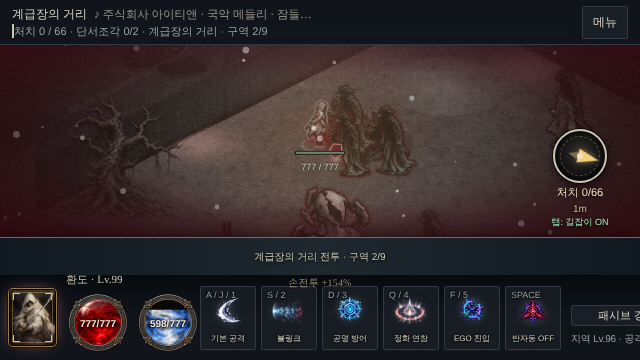 계급장의 거리 ♪ 주식회사 아이티앤 · 국악 메들리 · 잠들…
처치 0 / 66 · 단서조각 0/2 · 계급장의 거리 · 구역 2/9
메뉴
777 / 777
처치 0/66
1m
탭: 길잡이 ON
계급장의 거리 전투 · 구역 2/9
환도 · Lv.99
손전투 +154%
777/777
598/777
A / J / 1
기본 공격
S / 2
블링크
D / 3
공명 방어
Q / 4
정화 연참
F / 5
EGO 진입
SPACE
반자동 OFF
패시브
지역 Lv.96 ·